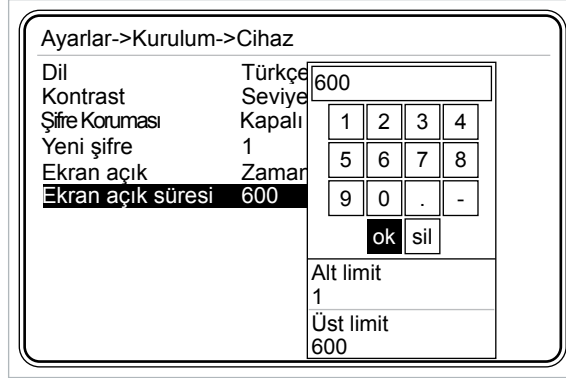 Ayarlar->Kurulum->Cihaz
Dil Türkçe
Kontrast Seviye
Şifre Koruması Kapalı
Yeni şifre 1
Ekran açık Zaman
Ekran açık süresi 600
600
1 2 3 4
5 6 7 8
9 0 . -
ok sil
Alt limit
1
Üst limit
600